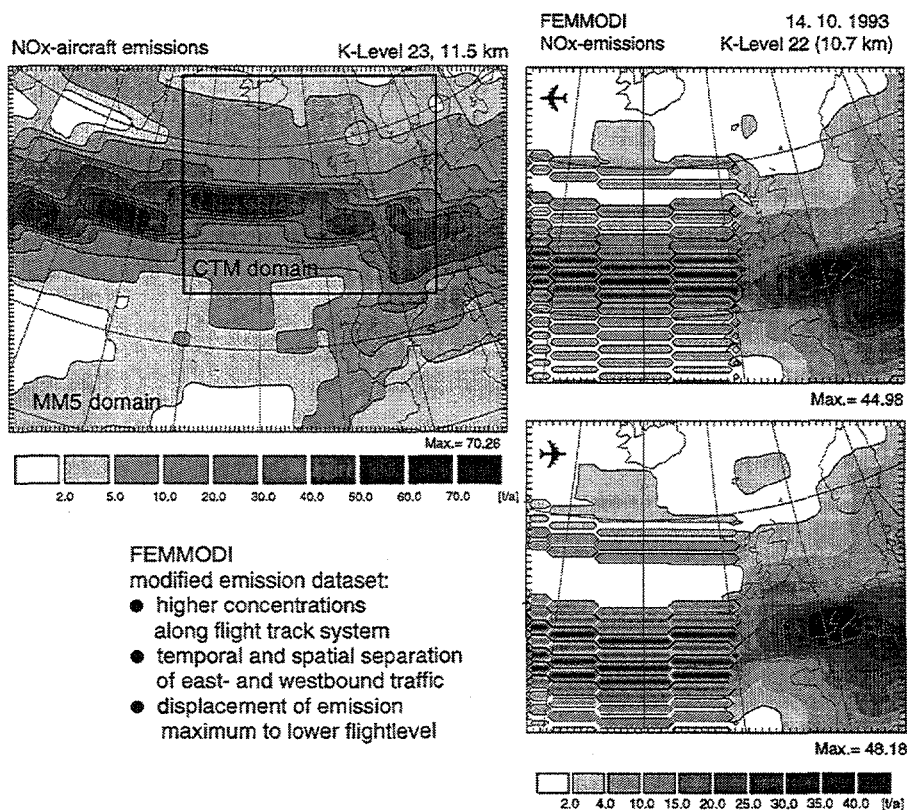 NOx-aircraft emissions
K-Level 23, 11.5 km
CTM domain
MM5 domain
Max.= 70.26
2.0 5.0 10.0 20.0 30.0 40.0 50.0 60.0 70.0 [t/a]
FEMMODI
modified emission dataset:
● higher concentrations
along flight track system
● temporal and spatial separation
of east- and westbound traffic
● displacement of emission
maximum to lower flightlevel
FEMMODI 14. 10. 1993
NOx-emissions K-Level 22 (10.7 km)
Max.= 44.98
Max.= 48.18
2.0 4.0 10.0 15.0 20.0 25.0 30.0 35.0 40.0 [t/a]